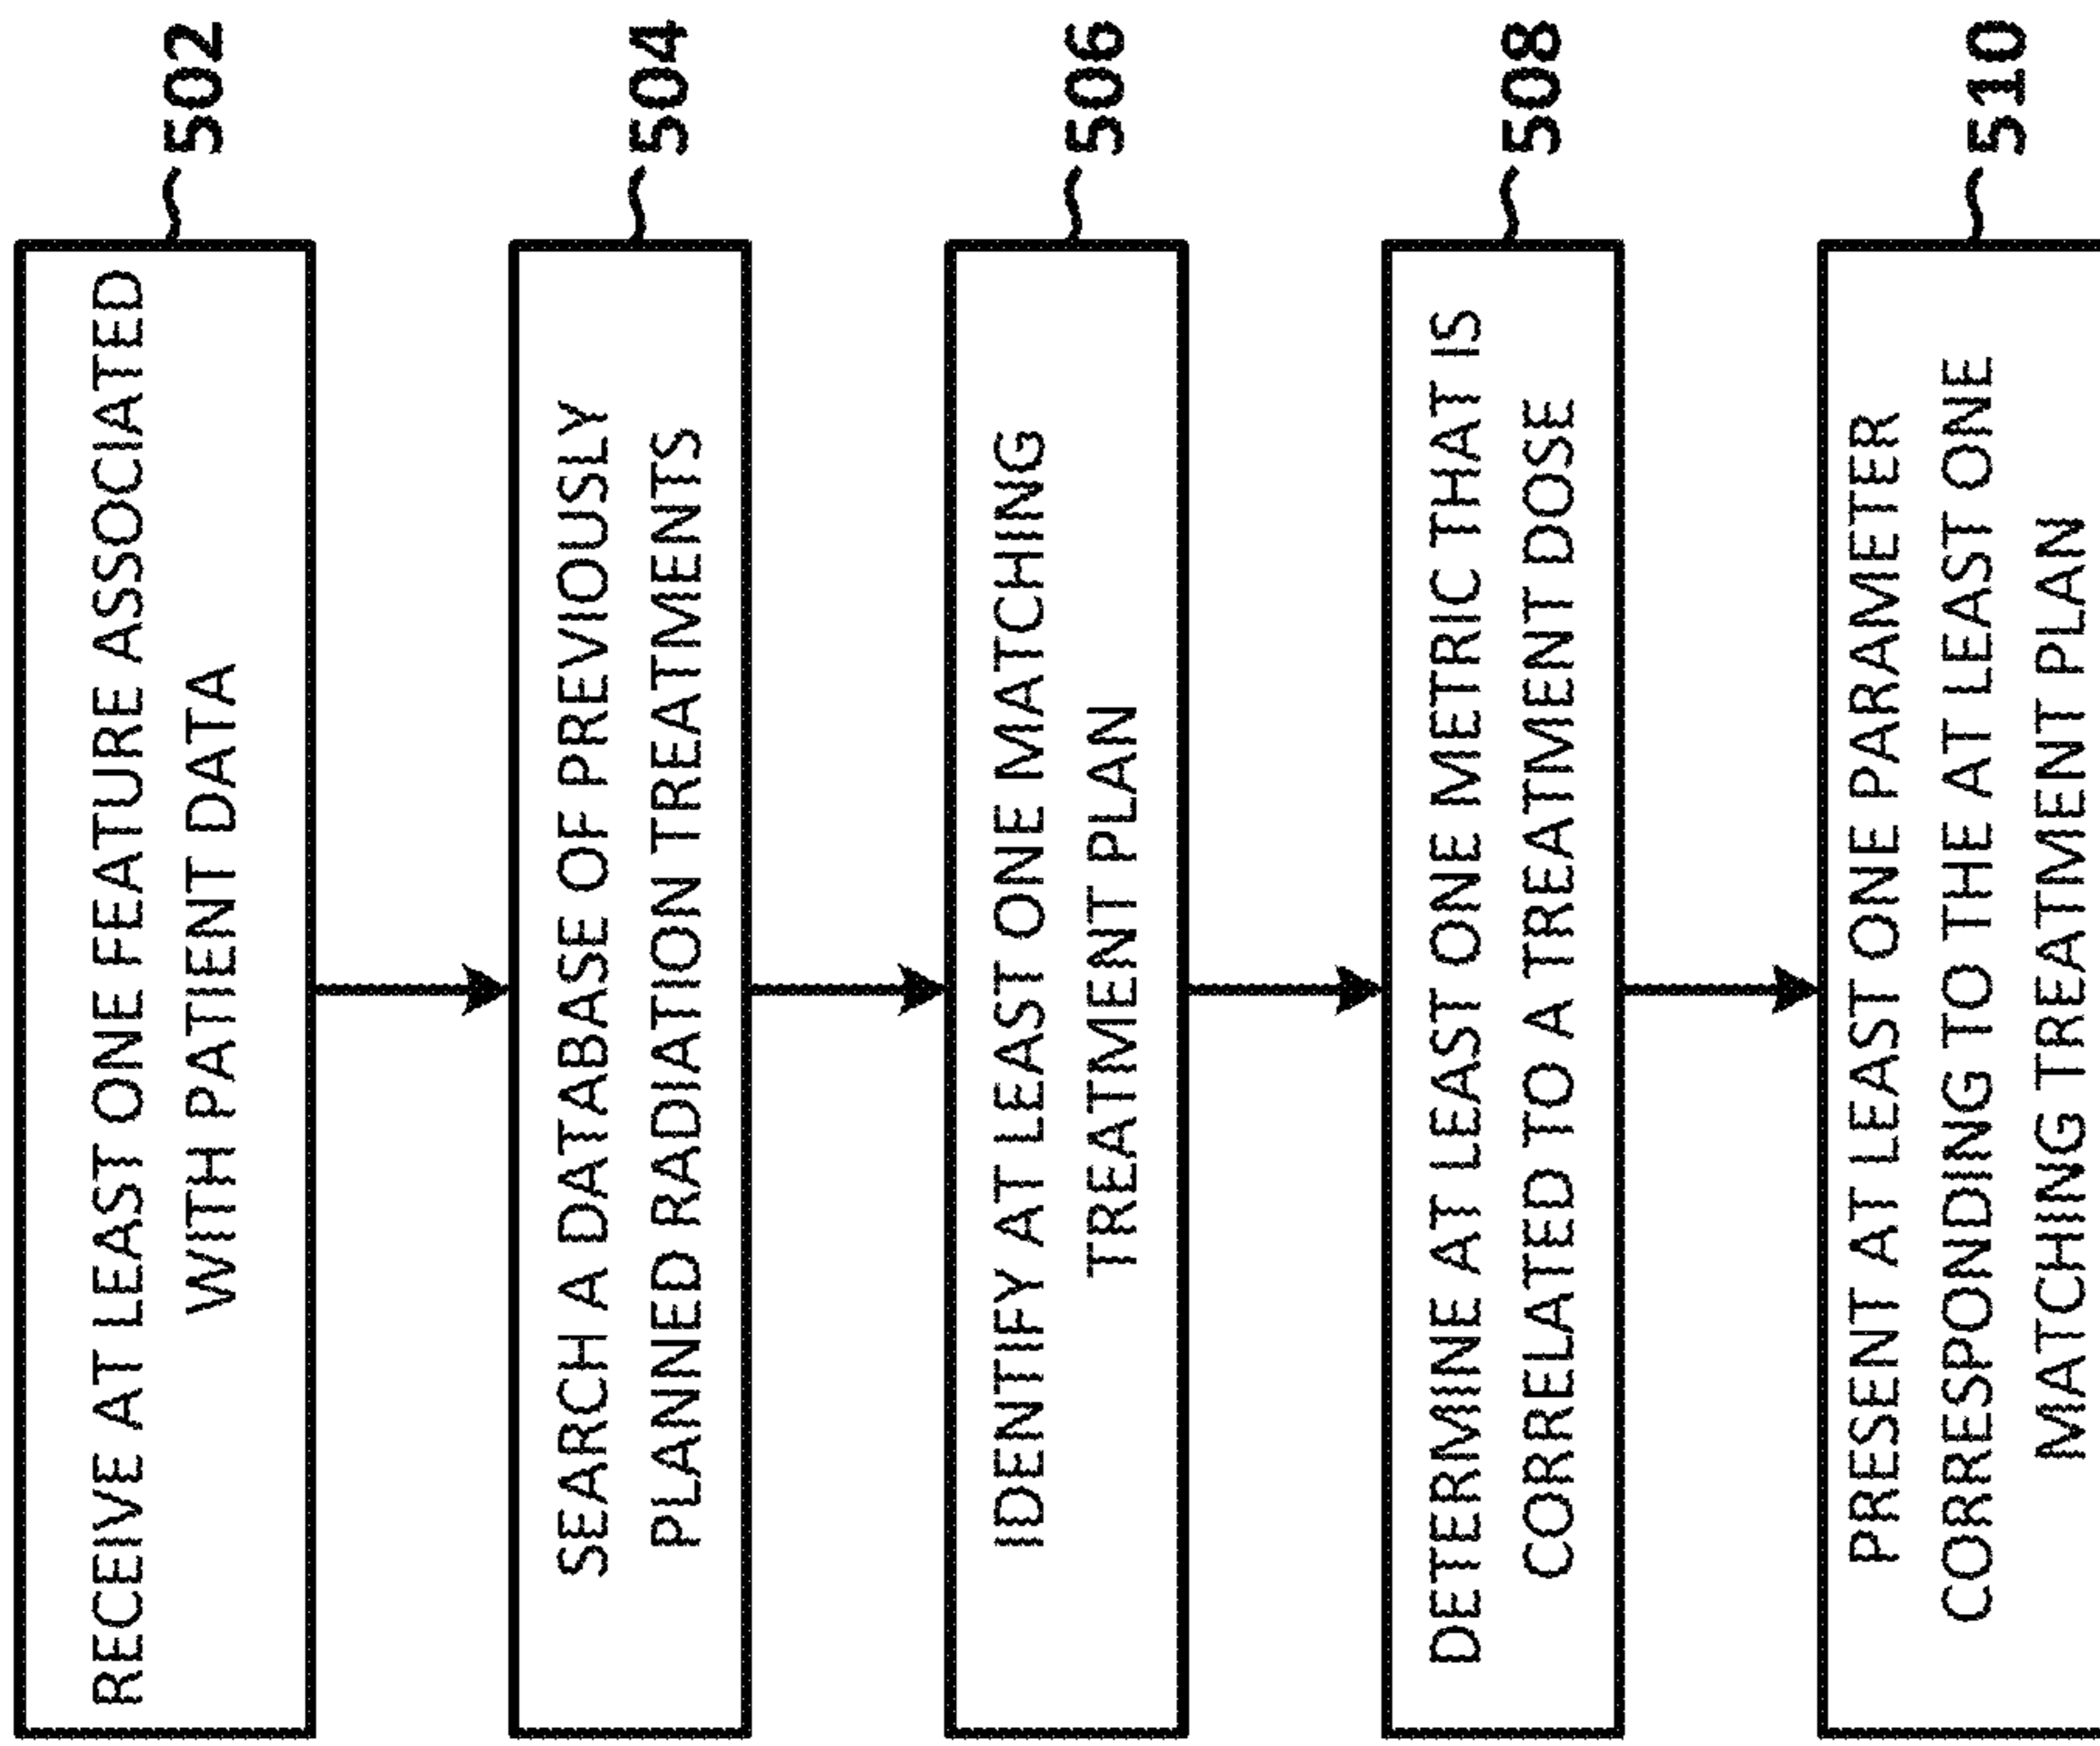 RECEIVE AT LEAST ONE FEATURE ASSOCIATED
WITH PATIENT DATA
502
SEARCH A DATABASE OF PREVIOUSLY
PLANNED RADIATION TREATMENTS
504
IDENTIFY AT LEAST ONE MATCHING
TREATMENT PLAN
506
DETERMINE AT LEAST ONE METRIC THAT IS
CORRELATED TO A TREATMENT DOSE
508
PRESENT AT LEAST ONE PARAMETER
CORRESPONDING TO THE AT LEAST ONE
MATCHING TREATMENT PLAN
510